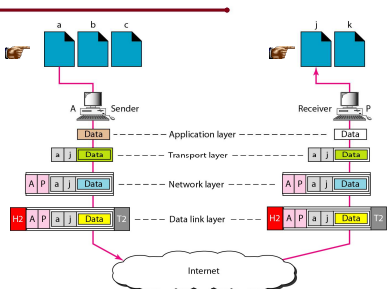 a b c j k
A Sender Receiver P
Data Application layer Data
a j Data Transport layer a j Data
A P a j Data Network layer A P a j Data
H2 A P a j Data T2 Data link layer H2 A P a j Data T2
Internet